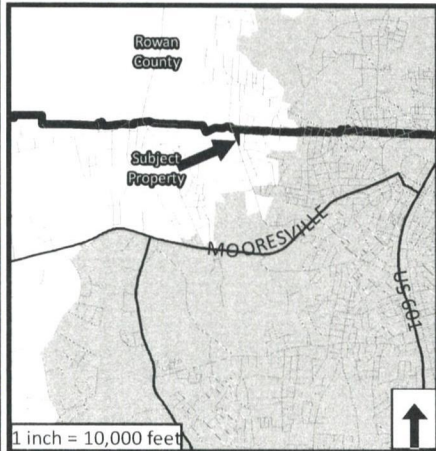 Rowan
County
Subject
Property
MOORESVILLE
US 601
1 inch = 10,000 feet